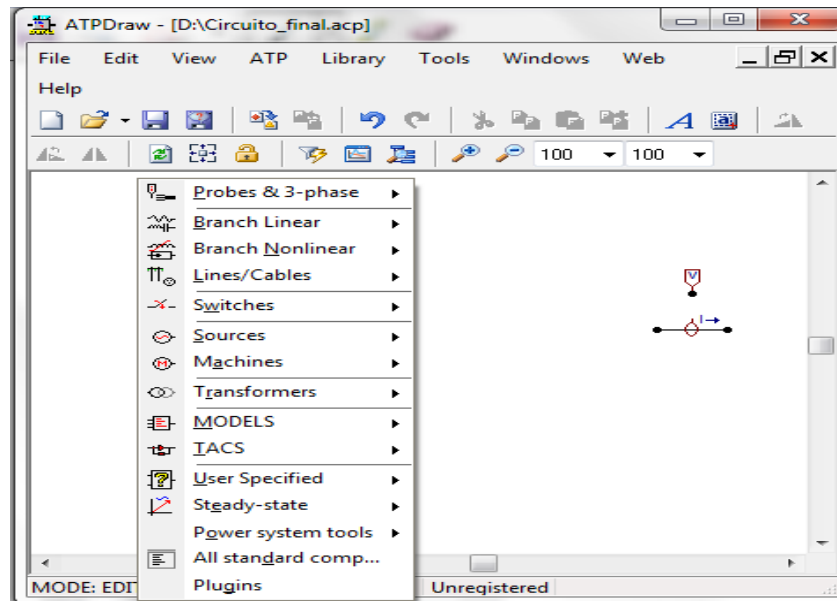 ATPDraw - [D:\Circuito_final.acp]
File Edit View ATP Library Tools Windows Web
Help
100 100
Probes & 3-phase
Branch Linear
Branch Nonlinear
Lines/Cables
Switches
Sources
Machines
Transformers
MODELS
TACS
User Specified
Steady-state
Power system tools
All standard comp...
Plugins
V
I
MODE: EDIT Unregistered